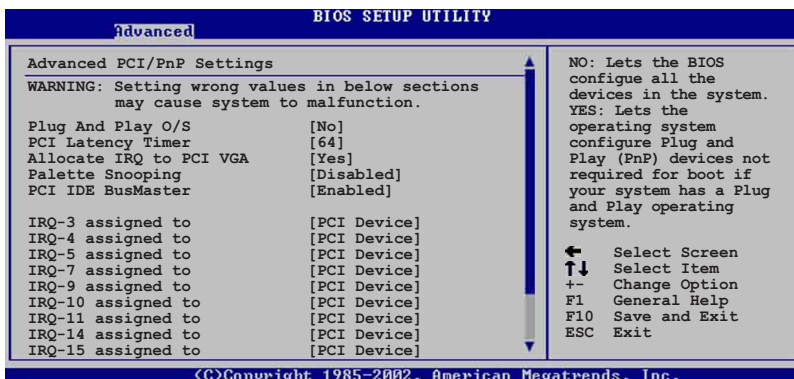 BIOS SETUP UTILITY
Advanced
Advanced PCI/PnP Settings
WARNING: Setting wrong values in below sections
may cause system to malfunction.
Plug And Play O/S [No]
PCI Latency Timer [64]
Allocate IRQ to PCI VGA [Yes]
Palette Snooping [Disabled]
PCI IDE BusMaster [Enabled]
IRQ-3 assigned to [PCI Device]
IRQ-4 assigned to [PCI Device]
IRQ-5 assigned to [PCI Device]
IRQ-7 assigned to [PCI Device]
IRQ-9 assigned to [PCI Device]
IRQ-10 assigned to [PCI Device]
IRQ-11 assigned to [PCI Device]
IRQ-14 assigned to [PCI Device]
IRQ-15 assigned to [PCI Device]
NO: Lets the BIOS
configue all the
devices in the system.
YES: Lets the
operating system
configure Plug and
Play (PnP) devices not
required for boot if
your system has a Plug
and Play operating
system.
← Select Screen
↑↓ Select Item
+- Change Option
F1 General Help
F10 Save and Exit
ESC Exit
(C)Copyright 1985-2002, American Megatrends, Inc.